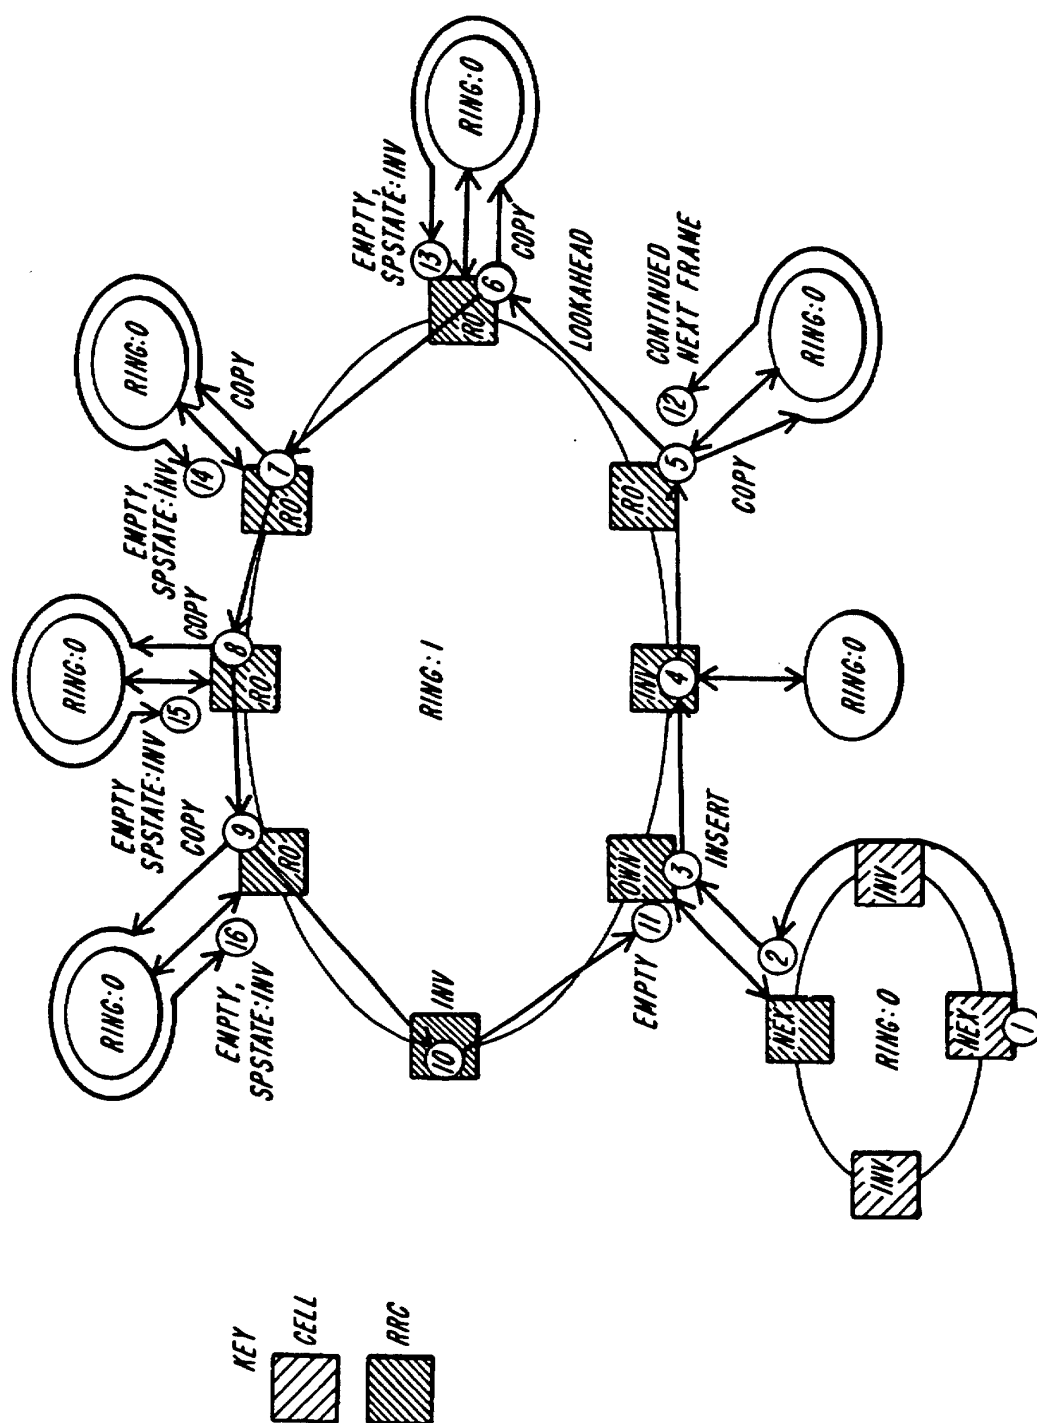 KEY
CELL
RRC
RING:0
16
EMPTY,
SPSTATE:INV
COPY
9
RO
RING:0
15
EMPTY
SPSTATE:INV
COPY
8
RO
RING:0
14
EMPTY,
SPSTATE:INV
COPY
7
RO
RING:0
13
EMPTY,
SPSTATE:INV
COPY
6
RO
LOOKAHEAD
INV
10
RING:1
EMPTY
11
OWN
3
INSERT
INV
4
RING:0
RO
5
COPY
12
CONTINUED
NEXT FRAME
RING:0
NEX
2
INV
RING:0
INV
NEX
1